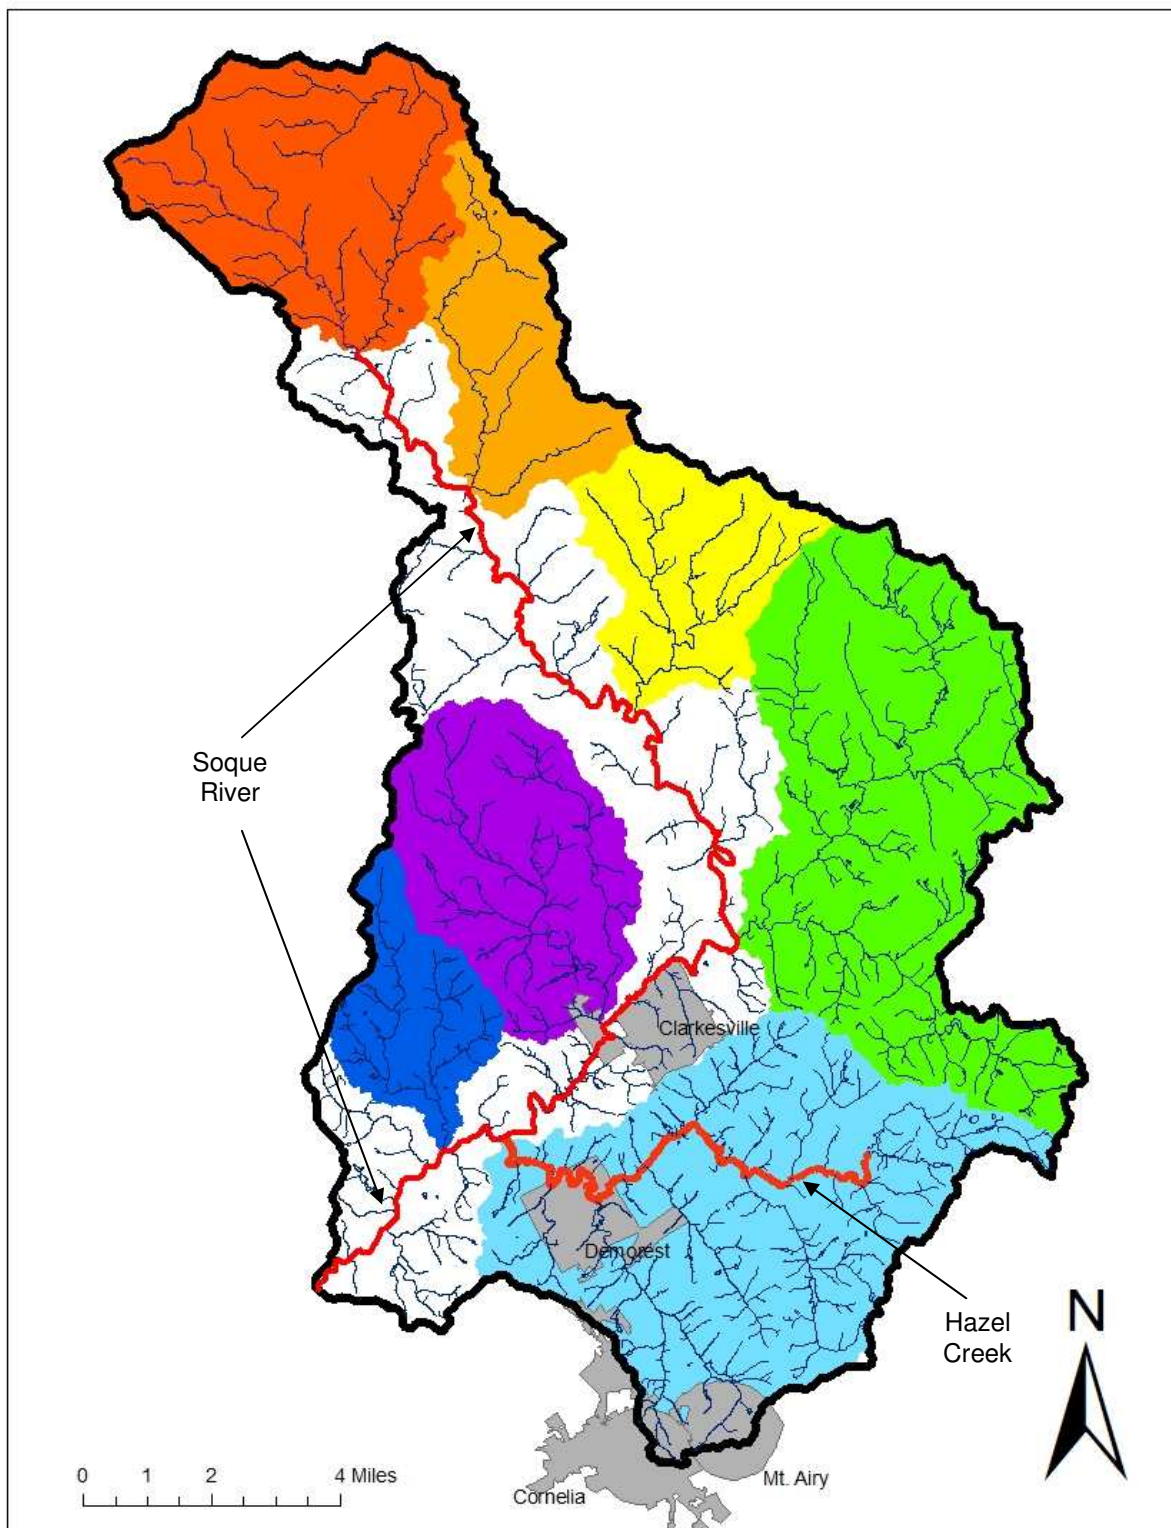 Soque
River
Clarkesville
Demorest
Hazel
Creek
N
0 1 2 4 Miles
Mt. Airy
Cornelia